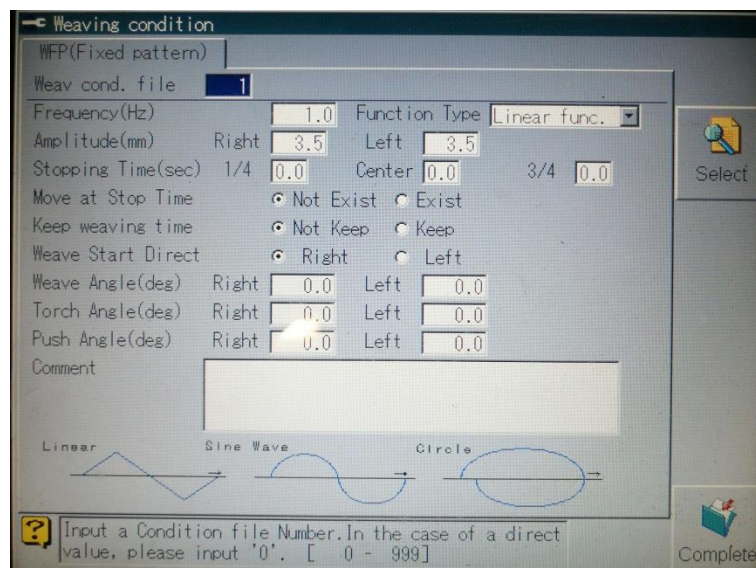 Weaving condition
WFP(Fixed pattern)
Weav cond. file 1
Frequency(Hz) 1.0 Function Type Linear func.
Amplitude(mm) Right 3.5 Left 3.5
Stopping Time(sec) 1/4 0.0 Center 0.0 3/4 0.0
Select
Move at Stop Time Not Exist Exist
Keep weaving time Not Keep Keep
Weave Start Direct Right Left
Weave Angle(deg) Right 0.0 Left 0.0
Torch Angle(deg) Right 0.0 Left 0.0
Push Angle(deg) Right 0.0 Left 0.0
Comment
Linear Sine Wave Circle
? Input a Condition file Number.In the case of a direct
value, please input '0'. [ 0 - 999]
Complete